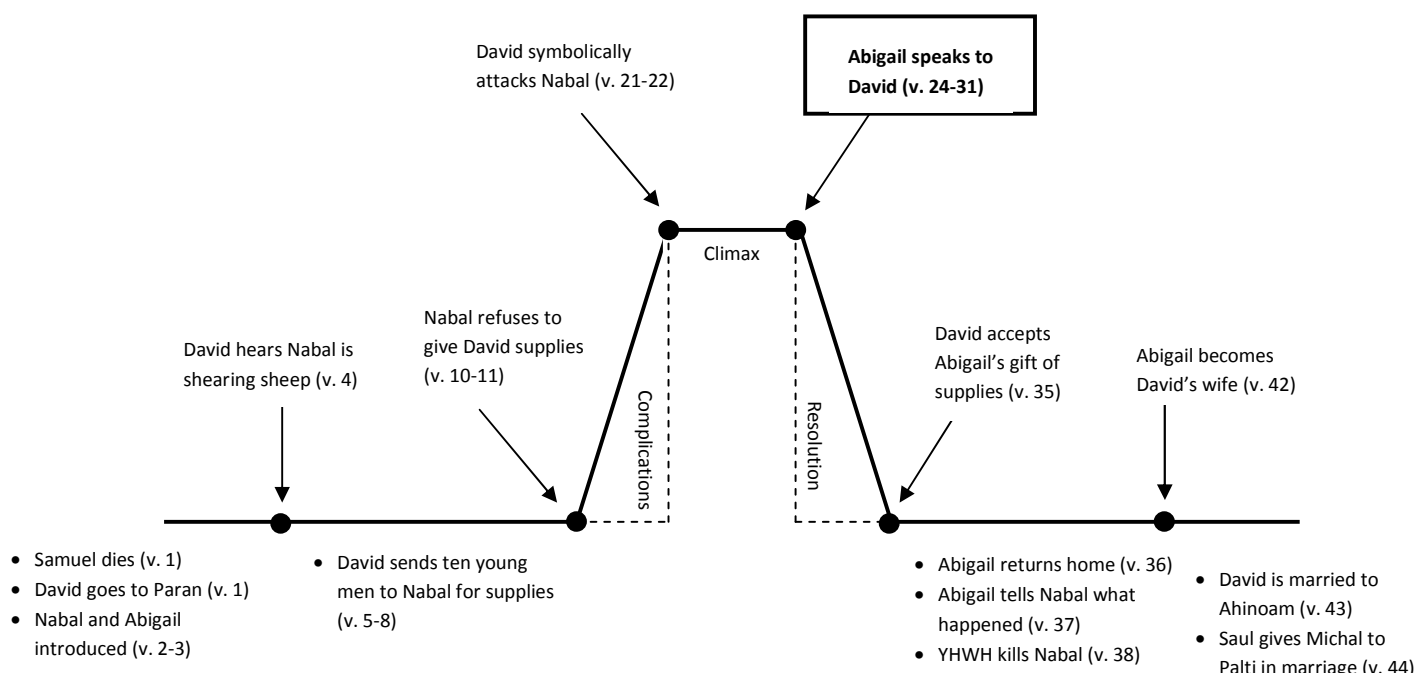 David symbolically
attacks Nabal (v. 21-22)
Abigail speaks to
David (v. 24-31)
Climax
David hears Nabal is
shearing sheep (v. 4)
Nabal refuses to
give David supplies
(v. 10-11)
Complications
Resolution
David accepts
Abigail’s gift of
supplies (v. 35)
Abigail becomes
David’s wife (v. 42)
• Samuel dies (v. 1)
• David goes to Paran (v. 1)
• Nabal and Abigail
introduced (v. 2-3)
• David sends ten young
men to Nabal for supplies
(v. 5-8)
• Abigail returns home (v. 36)
• Abigail tells Nabal what
happened (v. 37)
• YHWH kills Nabal (v. 38)
• David is married to
Ahinoam (v. 43)
• Saul gives Michal to
Palti in marriage (v. 44)